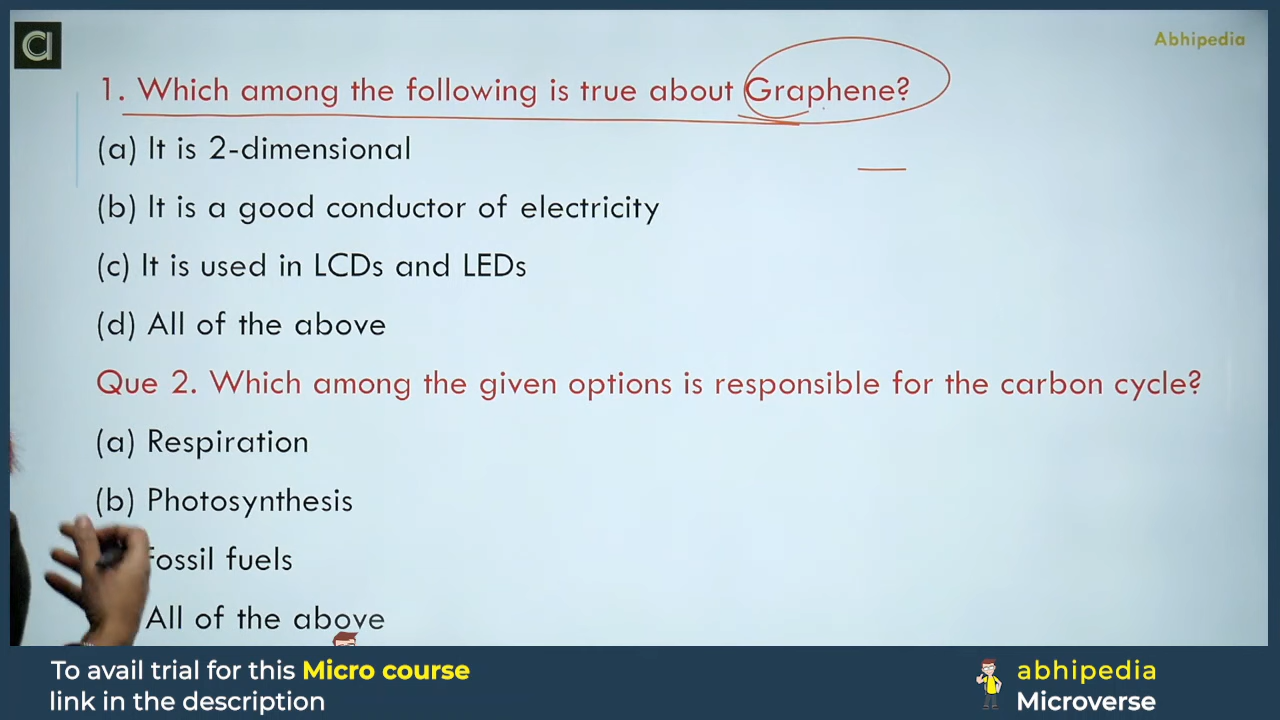 a
Abhipedia
1. Which among the following is true about Graphene?
(a) It is 2-dimensional
(b) It is a good conductor of electricity
(c) It is used in LCDs and LEDs
(d) All of the above
Que 2. Which among the given options is responsible for the carbon cycle?
(a) Respiration
(b) Photosynthesis
fossil fuels
All of the above
To avail trial for this Micro course
link in the description
abhipedia
Microverse